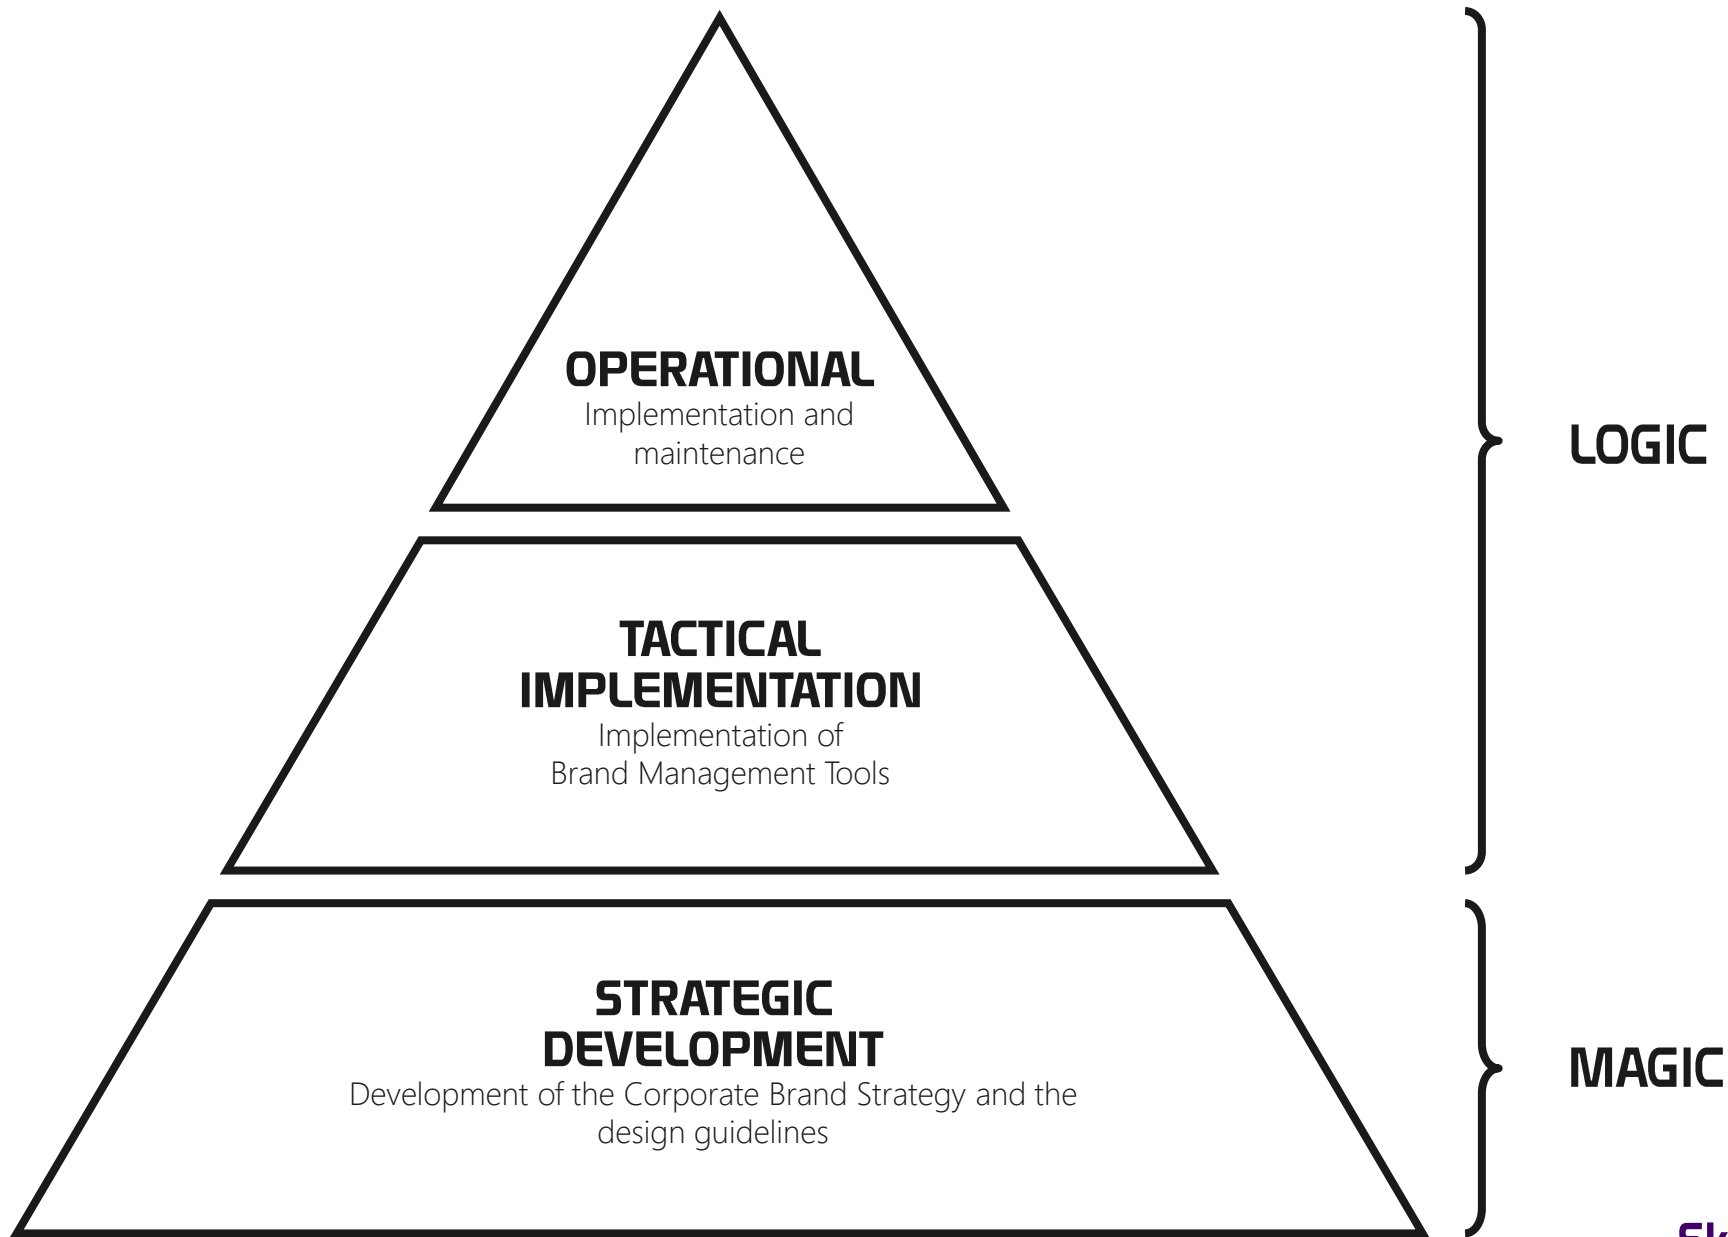 OPERATIONAL
Implementation and
maintenance
LOGIC
TACTICAL
IMPLEMENTATION
Implementation of
Brand Management Tools
STRATEGIC
DEVELOPMENT
Development of the Corporate Brand Strategy and the
design guidelines
MAGIC